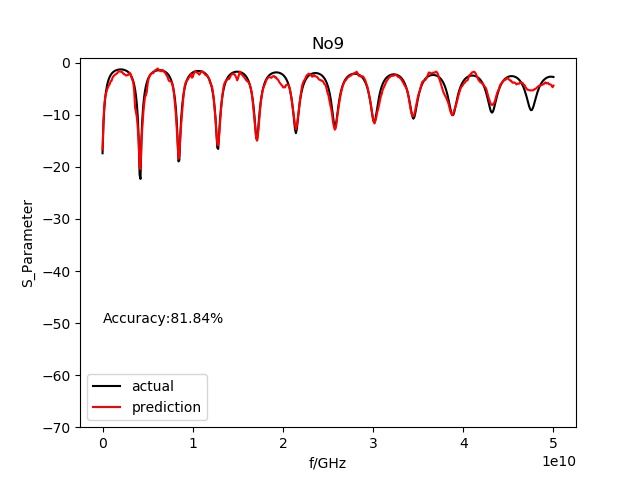 No9
0
−10
−20
−30
−40
−50
−60
−70
S_Parameter
Accuracy:81.84%
actual
prediction
0 1 2 3 4 5
1e10
f/GHz